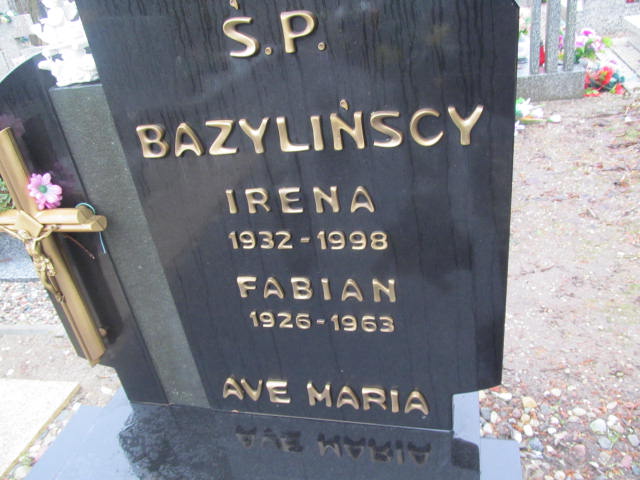 Ś.P.
BAZYLIŃSCY
IRENA
1932-1998
FABIAN
1926-1963
AVE MARIA